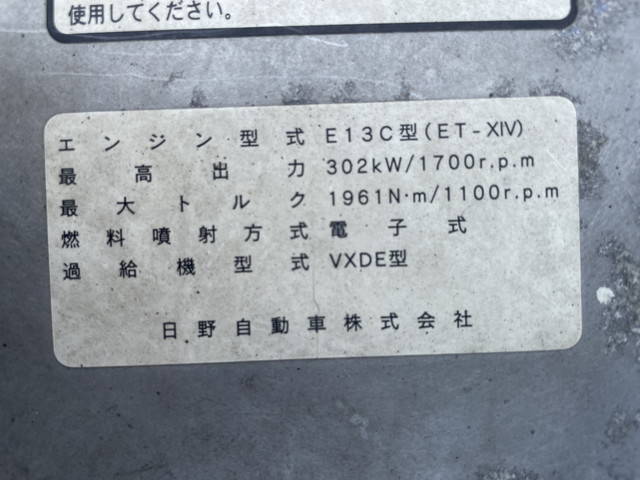 使用してください。
エンジン型式 E13C型(ET-XIV)
最高出力 302kW/1700r.p.m
最大トルク 1961N·m/1100r.p.m
燃料噴射方式 電子式
過給機型式 VXDE型
日野自動車株式会社